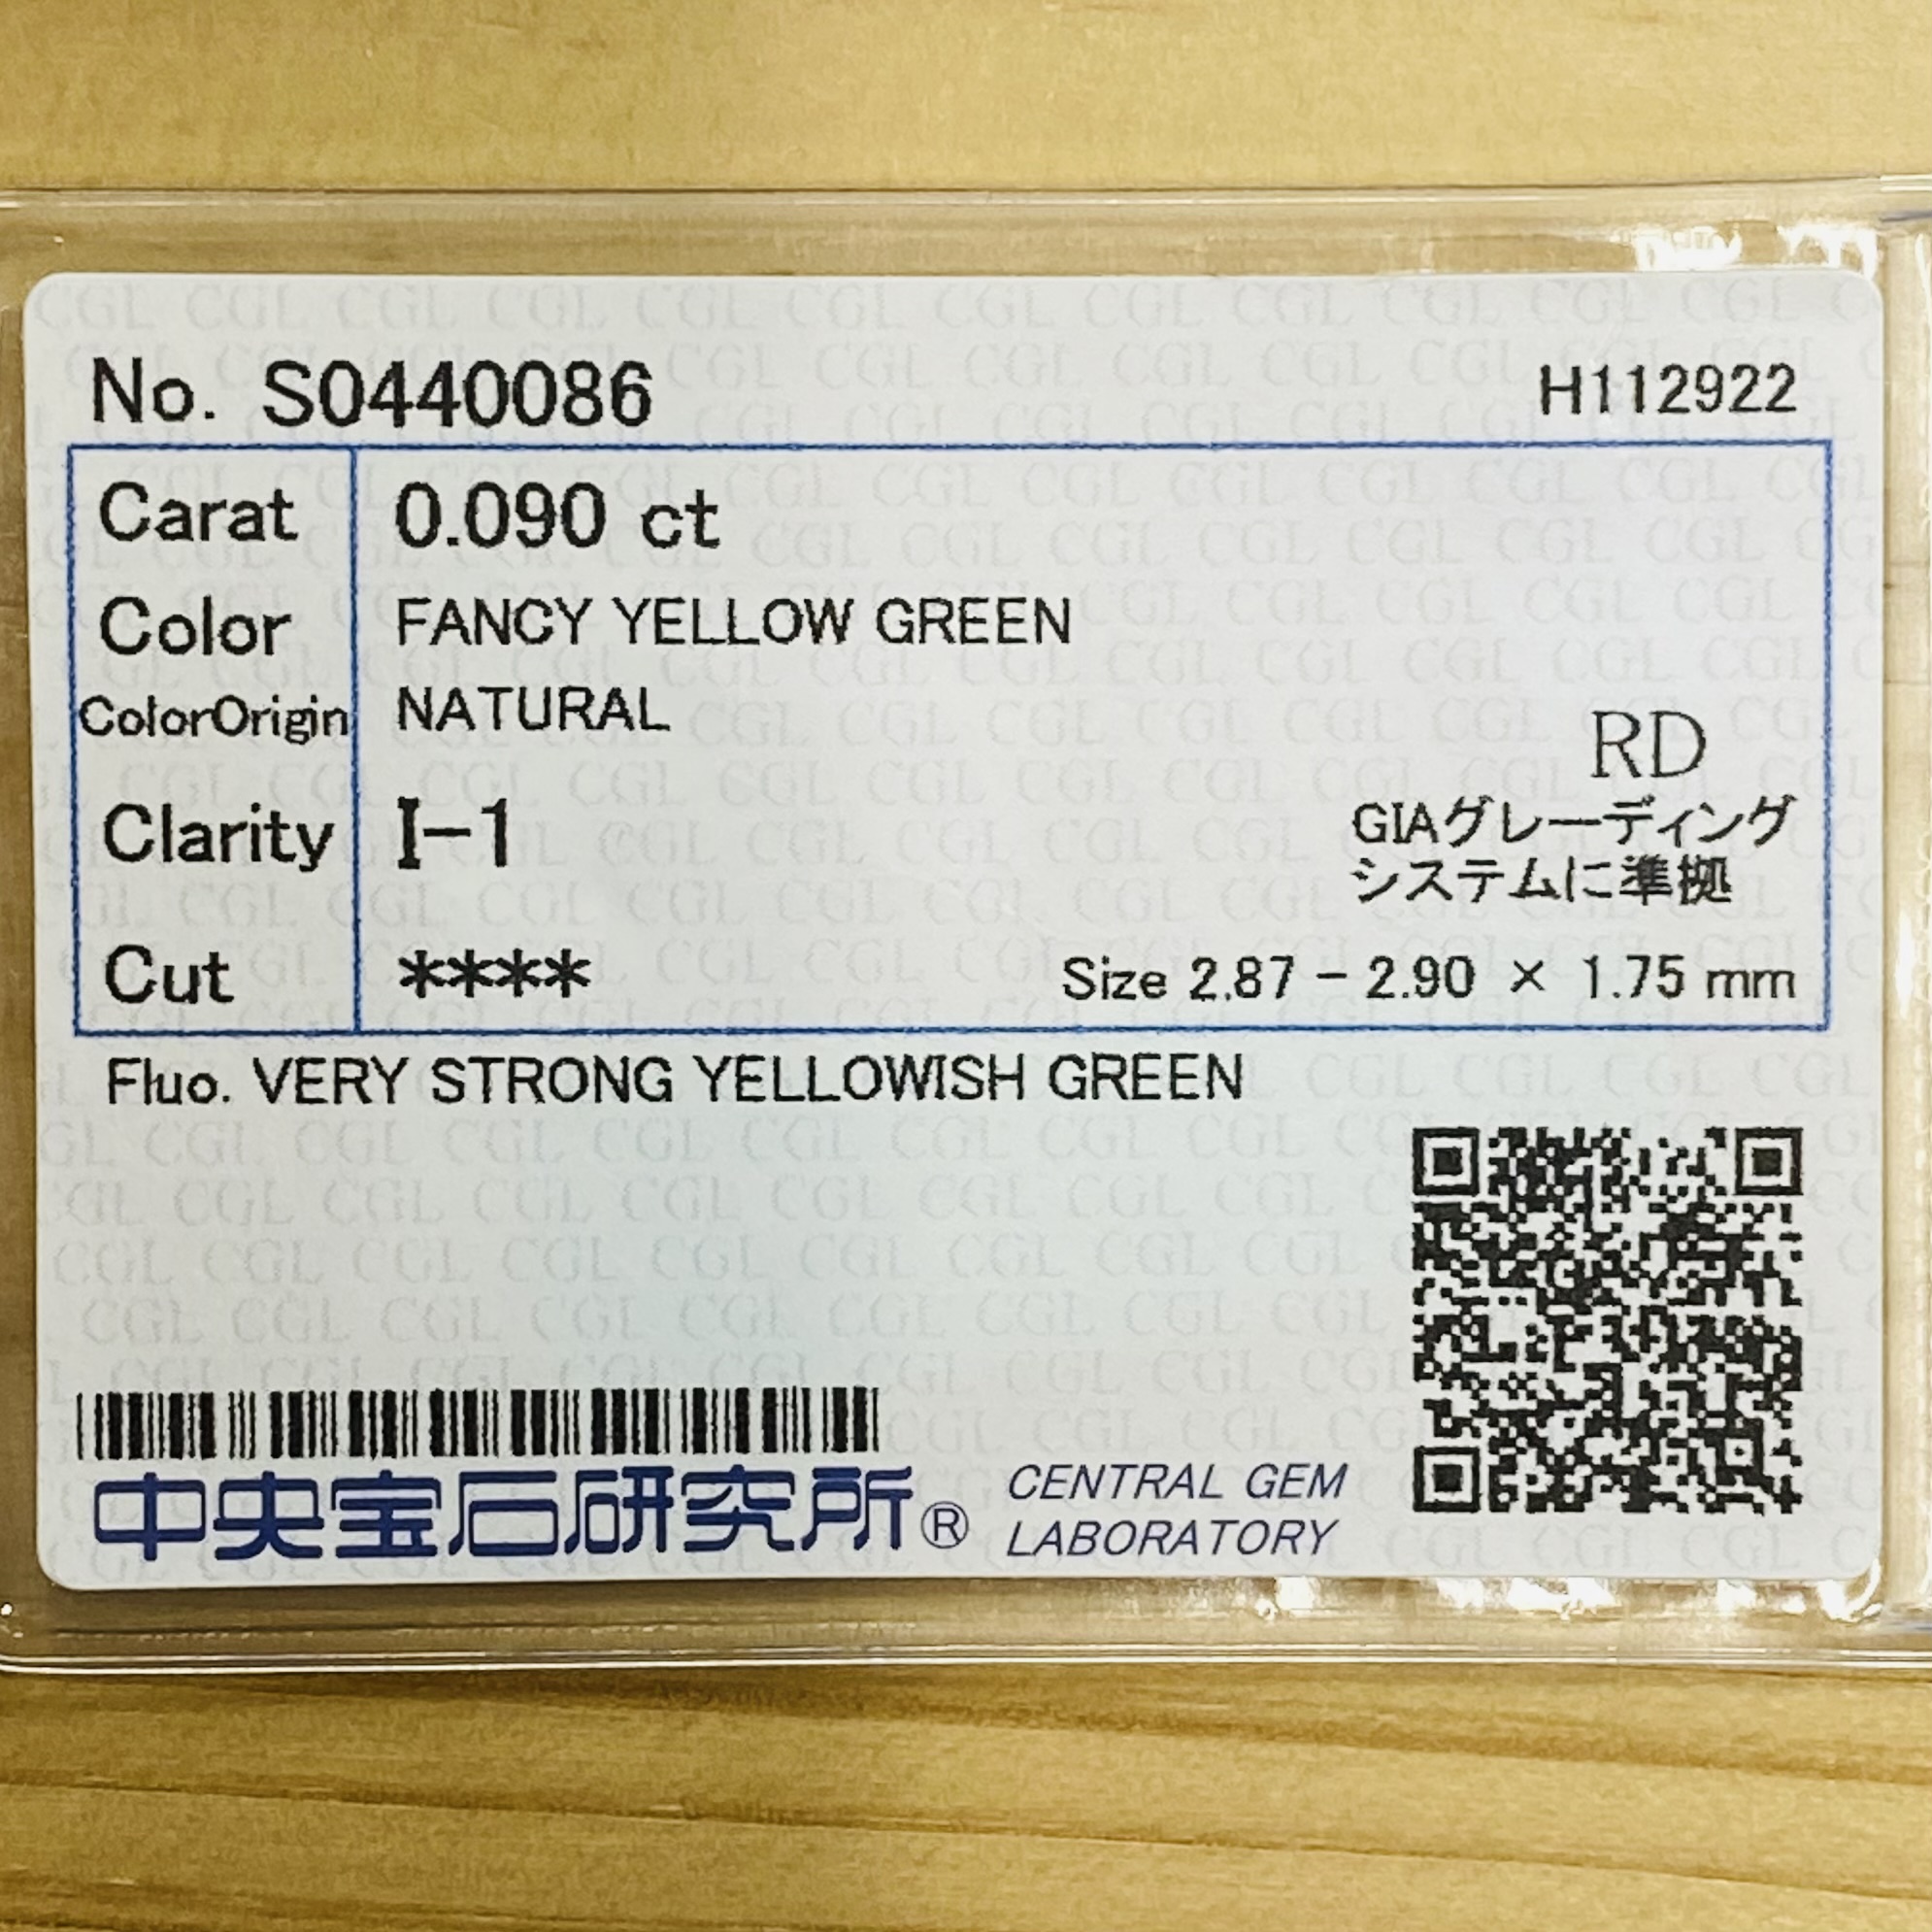 No. S0440086 H112922
Carat 0.090 ct
Color FANCY YELLOW GREEN
ColorOrigin NATURAL
RD
Clarity I-1
GIAグレーディング
システムに準拠
Cut **** Size 2.87 - 2.90 × 1.75 mm
Fluo. VERY STRONG YELLOWISH GREEN
中央宝石研究所® CENTRAL GEM
LABORATORY